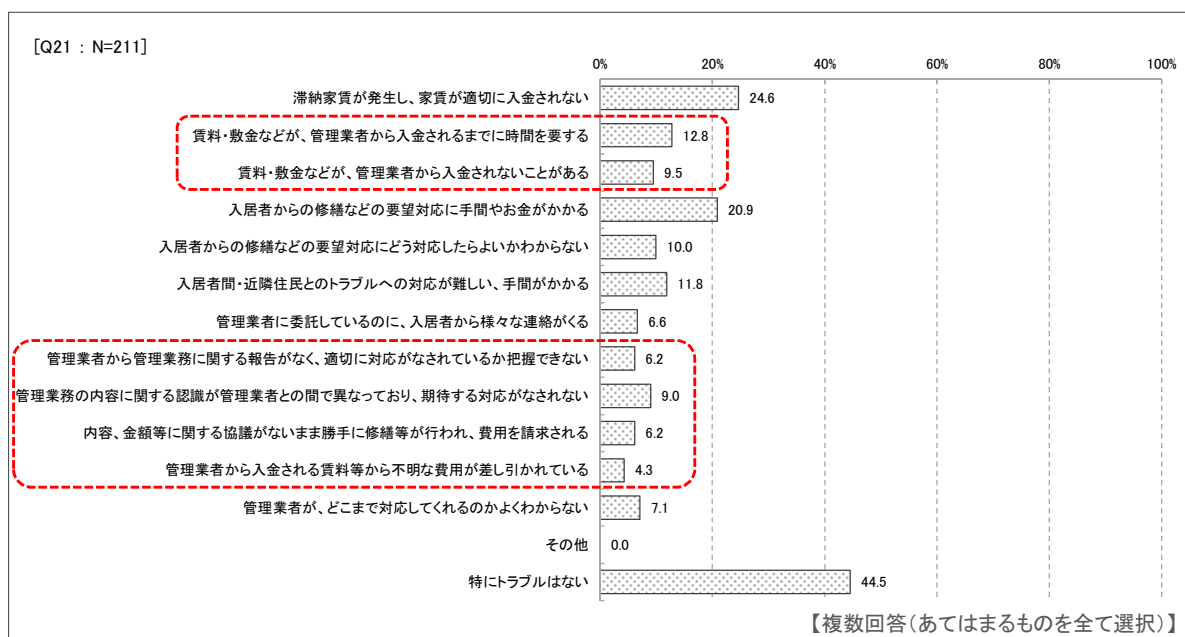 [Q21 : N=211]
0% 20% 40% 60% 80% 100%
滞納家賃が発生し、家賃が適切に入金されない 24.6
賃料・敷金などが、管理業者から入金されるまでに時間を要する 12.8
賃料・敷金などが、管理業者から入金されないことがある 9.5
入居者からの修繕などの要望対応に手間やお金がかかる 20.9
入居者からの修繕などの要望対応にどう対応したらよいかわからない 10.0
入居者間・近隣住民とのトラブルへの対応が難しい、手間がかかる 11.8
管理業者に委託しているのに、入居者から様々な連絡がくる 6.6
管理業者から管理業務に関する報告がなく、適切に対応がなされているか把握できない 6.2
管理業務の内容に関する認識が管理業者との間で異なっており、期待する対応がなされない 9.0
内容、金額等に関する協議がないまま勝手に修繕等が行われ、費用を請求される 6.2
管理業者から入金される賃料等から不明な費用が差し引かれている 4.3
管理業者が、どこまで対応してくれるのかよくわからない 7.1
その他 0.0
特にトラブルはない 44.5
【複数回答(あてはまるものを全て選択)】